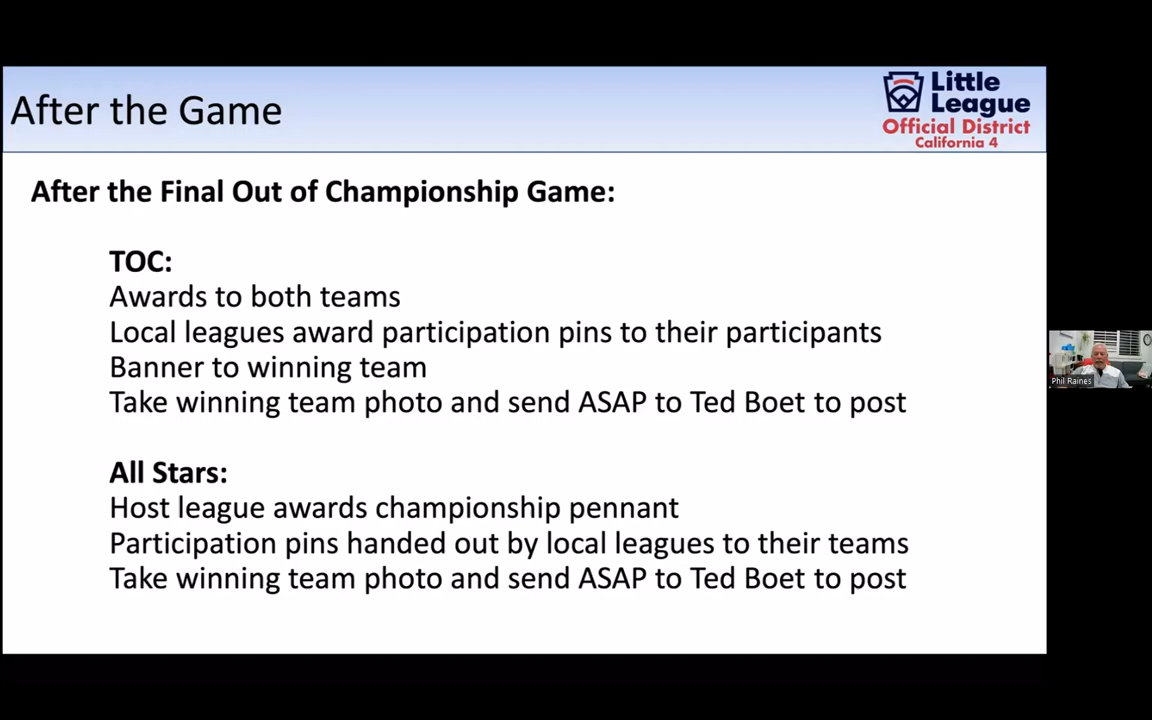 After the Game
Little
League
Official District
California 4
After the Final Out of Championship Game:
TOC:
Awards to both teams
Local leagues award participation pins to their participants
Banner to winning team
Take winning team photo and send ASAP to Ted Boet to post
All Stars:
Host league awards championship pennant
Participation pins handed out by local leagues to their teams
Take winning team photo and send ASAP to Ted Boet to post
Phil Raines